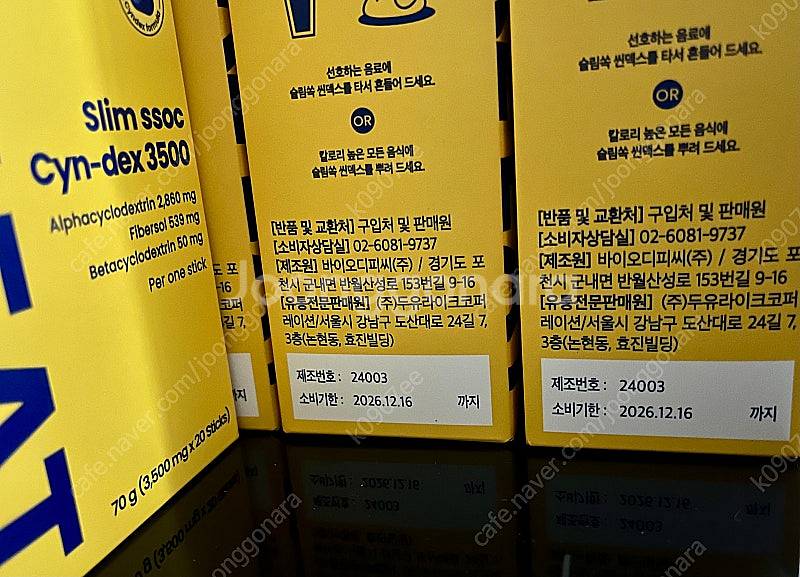 Cyndex formula
Slim ssoc
Cyn-dex 3500
Alphacyclodextrin 2,860 mg
Fibersol 539 mg
Betacyclodextrin 50 mg
Per one stick
70 g (3,500 mg x 20 Sticks)
포
-16
코퍼
길 7,
까지
선호하는 음료에
슬림쏙 씬덱스를 타서 흔들어 드세요.
OR
칼로리 높은 모든 음식에
슬림쏙 씬덱스를 뿌려 드세요.
[반품 및 교환처] 구입처 및 판매원
[소비자상담실] 02-6081-9737
[제조원] 바이오디피씨(주) / 경기도 포
천시 군내면 반월산성로 153번길 9-16
[유통전문판매원] (주)두유라이크코퍼
레이션/서울시 강남구 도산대로 24길 7,
3층(논현동, 효진빌딩)
제조번호 : 24003
소비기한 : 2026.12.16 까지
선호하는 음료에
슬림쏙 씬덱스를 타서 흔들어 드세요.
OR
칼로리 높은 모든 음식에
슬림쏙 씬덱스를 뿌려 드세요.
[반품 및 교환처] 구입처 및 판매원
[소비자상담실] 02-6081-9737
[제조원] 바이오디피씨(주) / 경기도 포
천시 군내면 반월산성로 153번길 9-16
[유통전문판매원] (주)두유라이크코퍼
레이션/서울시 강남구 도산대로 24길 7,
3층(논현동, 효진빌딩)
제조번호 : 24003
소비기한 : 2026.12.16 까지
Joonggonara
cafe.naver.com/joonggonara
k0907ee